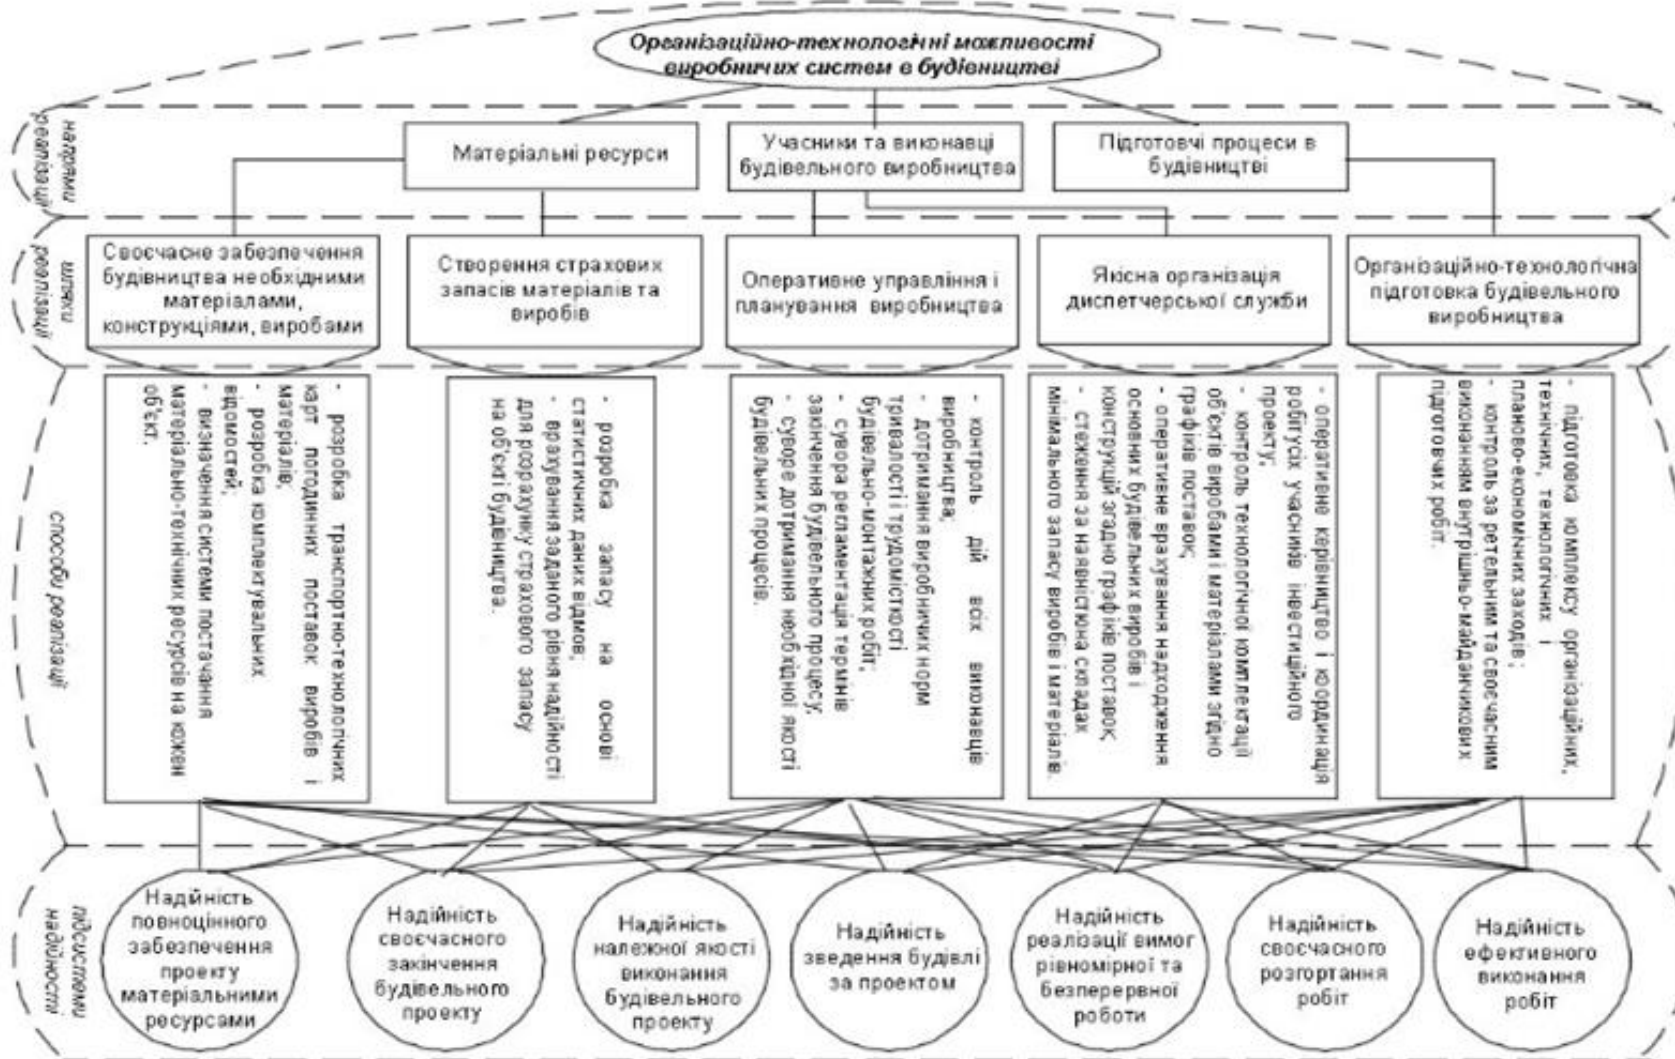 Організаційно-технологічні можливості
виробничих систем в будівництві
напрями
реалізації
Матеріальні ресурси
Учасники та виконавці
будівельного виробництва
Підготовчі процеси в
будівництві
шляхи
реалізації
Своєчасне забезпечення
будівництва необхідними
матеріалами,
конструкціями, виробами
Створення страхових
запасів матеріалів та
виробів
Оперативне управління і
планування виробництва
Якісна організація
диспетчерської служби
Організаційно-технологічна
підготовка будівельного
виробництва
способи реалізації
- розробка транспортно-технологічних
карт погодинних поставок виробів і
матеріалів;
- розробка комплектувальних
відомостей;
- визначення системи постачання
матеріально-технічних ресурсів на кожен
об'єкт.
- розробка запасу на основі
статистичних даних відмов;
- врахування заданого рівня надійності
для розрахунку страхового запасу
на об'єкті будівництва.
- контроль дій всіх виконавців
виробництва;
- дотримання виробничих норм
тривалості і трудомісткості
будівельно-монтажних робіт;
- сувора регламентація термінів
закінчення будівельного процесу;
- суворе дотримання необхідної якості
будівельних процесів.
- оперативне керівництво і координація
робіт усіх учасників інвестиційного
проекту;
- контроль технологічної комплектації
об'єктів виробами і матеріалами згідно
графіків поставок;
- оперативне врахування надходження
основних будівельних виробів і
конструкцій згадно графіків поставок;
- стеження за наявністю на складах
мінімального запасу виробів і матеріалів.
- підготовка комплексу організаційних,
технічних, технологічних і
планово-економічних заходів;
- контроль за ретельним та своєчасним
виконанням внутрішньо-майданчикових
підготовчих робіт.
підсистеми
надійності
Надійність
повноцінного
забезпечення
проекту
матеріальними
ресурсами
Надійність
своєчасного
закінчення
будівельного
проекту
Надійність
належної якості
виконання
будівельного
проекту
Надійність
зведення будівлі
за проектом
Надійність
реалізації вимог
рівномірної та
безперервної
роботи
Надійність
своєчасного
розгортання
робіт
Надійність
ефективного
виконання
робіт